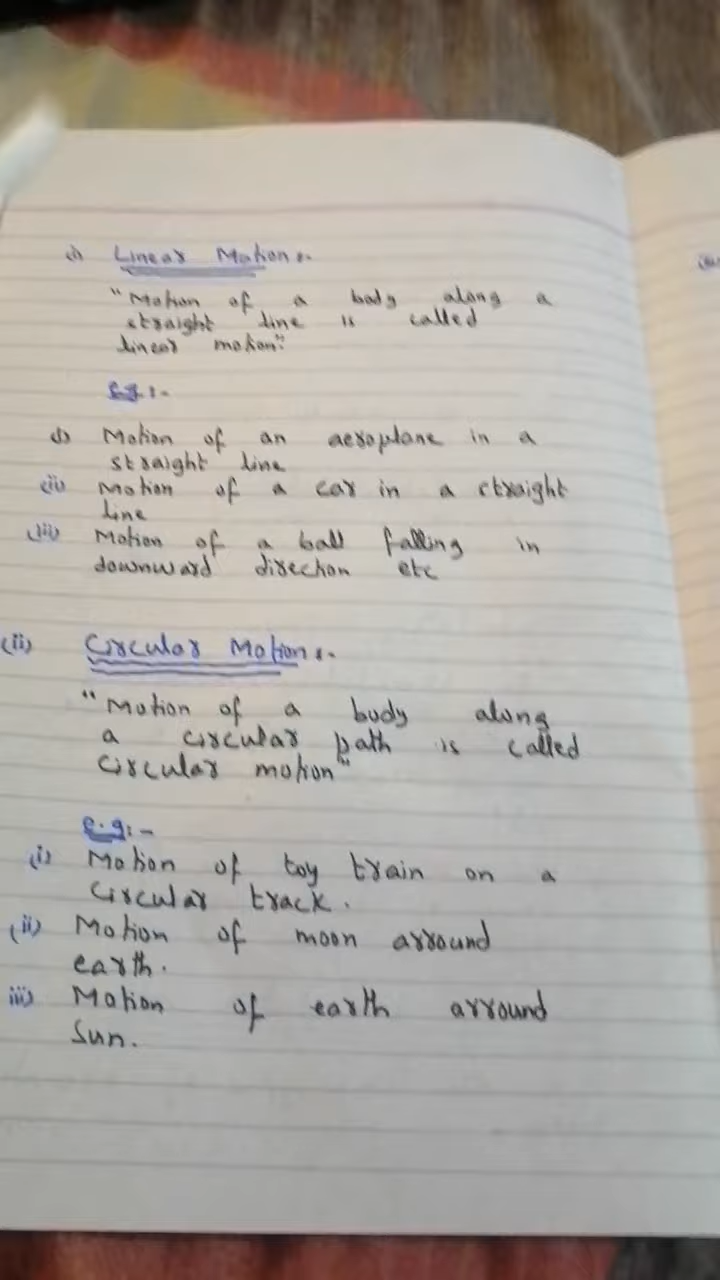 (i) Linear Motion:-
"Motion of a body along a
straight line is called
linear motion".
e.g:-
(i) Motion of an aeroplane in a
straight line
(ii) Motion of a car in a straight
line
(iii) Motion of a ball falling in
downward direction etc
(ii) Circular Motion:-
"Motion of a body along
a circular path is called
circular motion"
e.g:-
(i) Motion of toy train on a
circular track.
(ii) Motion of moon arround
earth.
iii) Motion of earth arround
Sun.